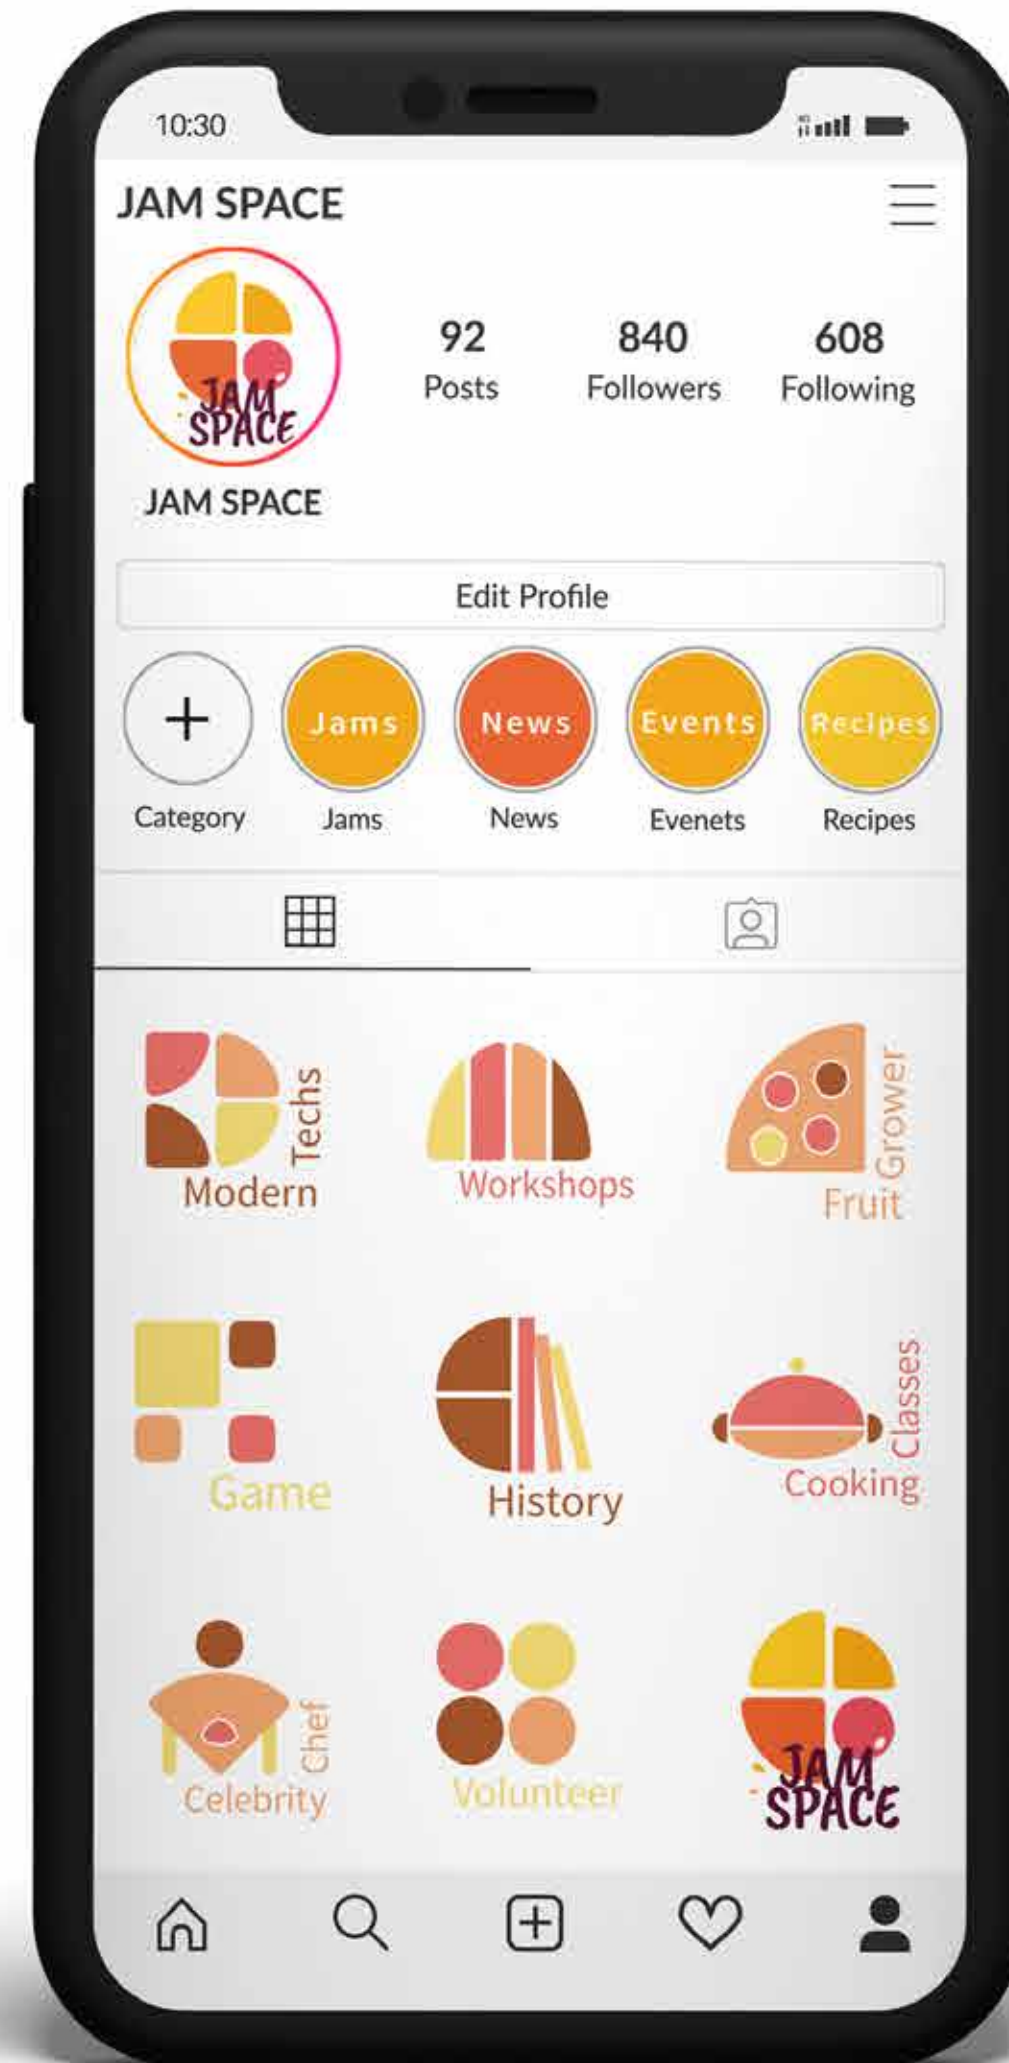 10:30
JAM SPACE
JAM
SPACE
92
Posts
840
Followers
608
Following
JAM SPACE
Edit Profile
Jams
News
Events
Recipes
Category
Jams
News
Evenets
Recipes
Modern
Techs
Workshops
Fruit
Grower
Game
History
Cooking
Classes
Celebrity
Chef
Volunteer
JAM
SPACE